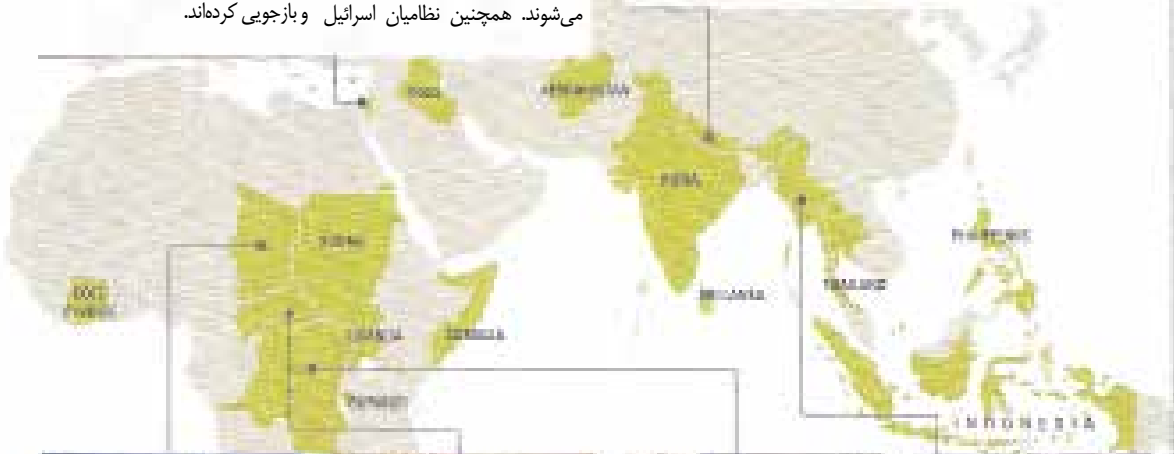 می‌شوند. همچنین نظامیان اسرائیل و بازجویی کرده‌اند.
IRAQ
AFGHANISTAN
INDIA
SUDAN
PHILIPPINES
THAILAND
SRI LANKA
UGANDA
SOMALIA
BURUNDI
INDONESIA